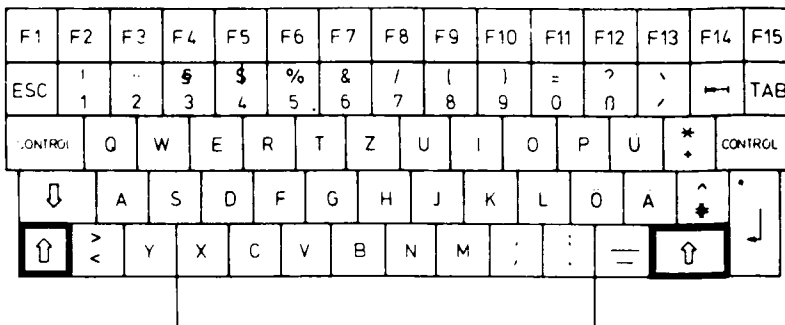 F1 F2 F3 F4 F5 F6 F7 F8 F9 F10 F11 F12 F13 F14 F15
ESC ! 1 " 2 § 3 $ 4 % 5 & 6 / 7 ( 8 ) 9 = 0 ? ß ` ´ TAB
CONTROL Q W E R T Z U I O P Ü * + CONTROL
⇩ A S D F G H J K L Ö Ä ^ #
⇧ > < Y X C V B N M ; , : . ⇧